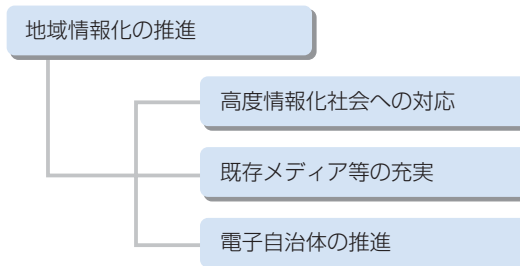 地域情報化の推進
高度情報化社会への対応
既存メディア等の充実
電子自治体の推進